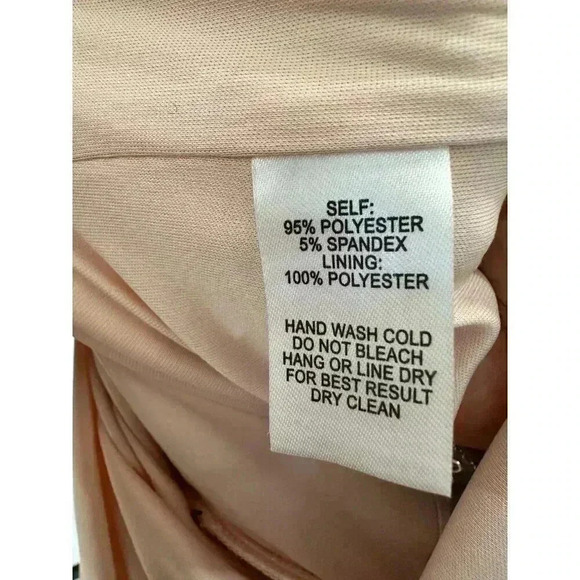 SELF:
95% POLYESTER
5% SPANDEX
LINING:
100% POLYESTER
HAND WASH COLD
DO NOT BLEACH
HANG OR LINE DRY
FOR BEST RESULT
DRY CLEAN